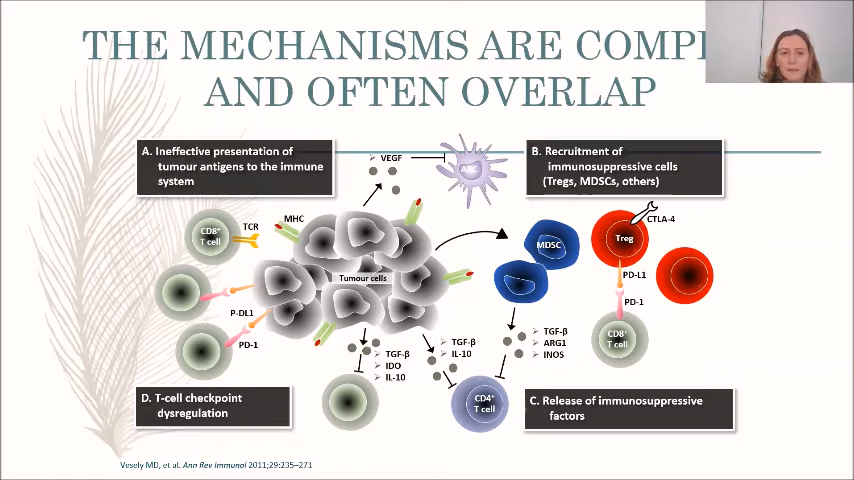 THE MECHANISMS ARE COMP
AND OFTEN OVERLAP
A. Ineffective presentation of
tumour antigens to the immune
system
VEGF
B. Recruitment of
immunosuppressive cells
(Tregs, MDSCs, others)
CD8+
T cell
TCR
MHC
MDSC
CTLA-4
Treg
Tumour cells
PD-L1
PD-1
P-DL1
PD-1
CD8+
T cell
TGF-β
IDO
IL-10
TGF-β
IL-10
TGF-β
ARG1
INOS
D. T-cell checkpoint
dysregulation
CD4+
T cell
C. Release of immunosuppressive
factors
Vesely MD, et al. Ann Rev Immunol 2011;29:235–271